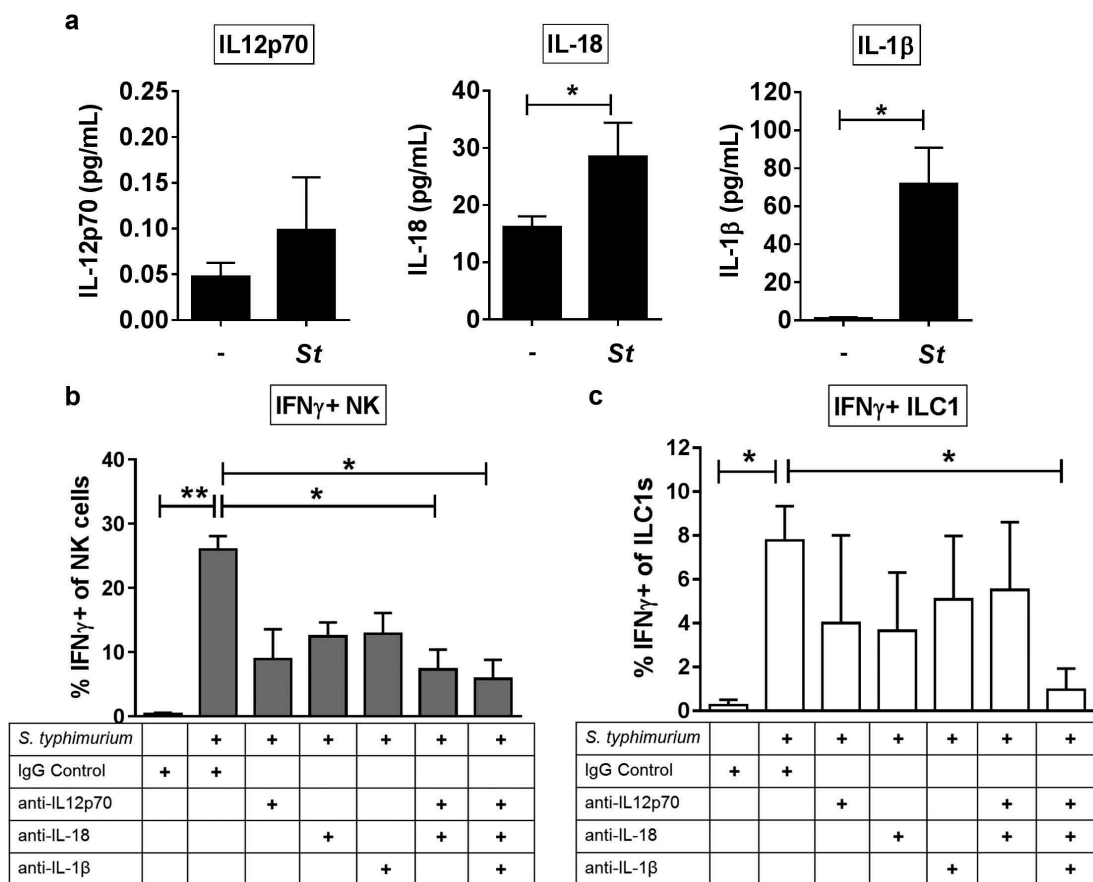 a
IL12p70
IL-18
IL-1β
IL-12p70 (pg/mL)
0.25
0.20
0.15
0.10
0.05
0.00
- St
IL-18 (pg/mL)
50
40
30
20
10
0
*
- St
IL-1β (pg/mL)
120
100
80
60
40
20
0
*
- St
b
IFNγ+ NK
% IFNγ+ of NK cells
40
30
20
10
0
*
** *
S. typhimurium + + + + + +
IgG Control + +
anti-IL12p70 + + +
anti-IL-18 + + +
anti-IL-1β + +
c
IFNγ+ ILC1
% IFNγ+ of ILC1s
12
10
8
6
4
2
0
* *
S. typhimurium + + + + + +
IgG Control + +
anti-IL12p70 + + +
anti-IL-18 + + +
anti-IL-1β + +